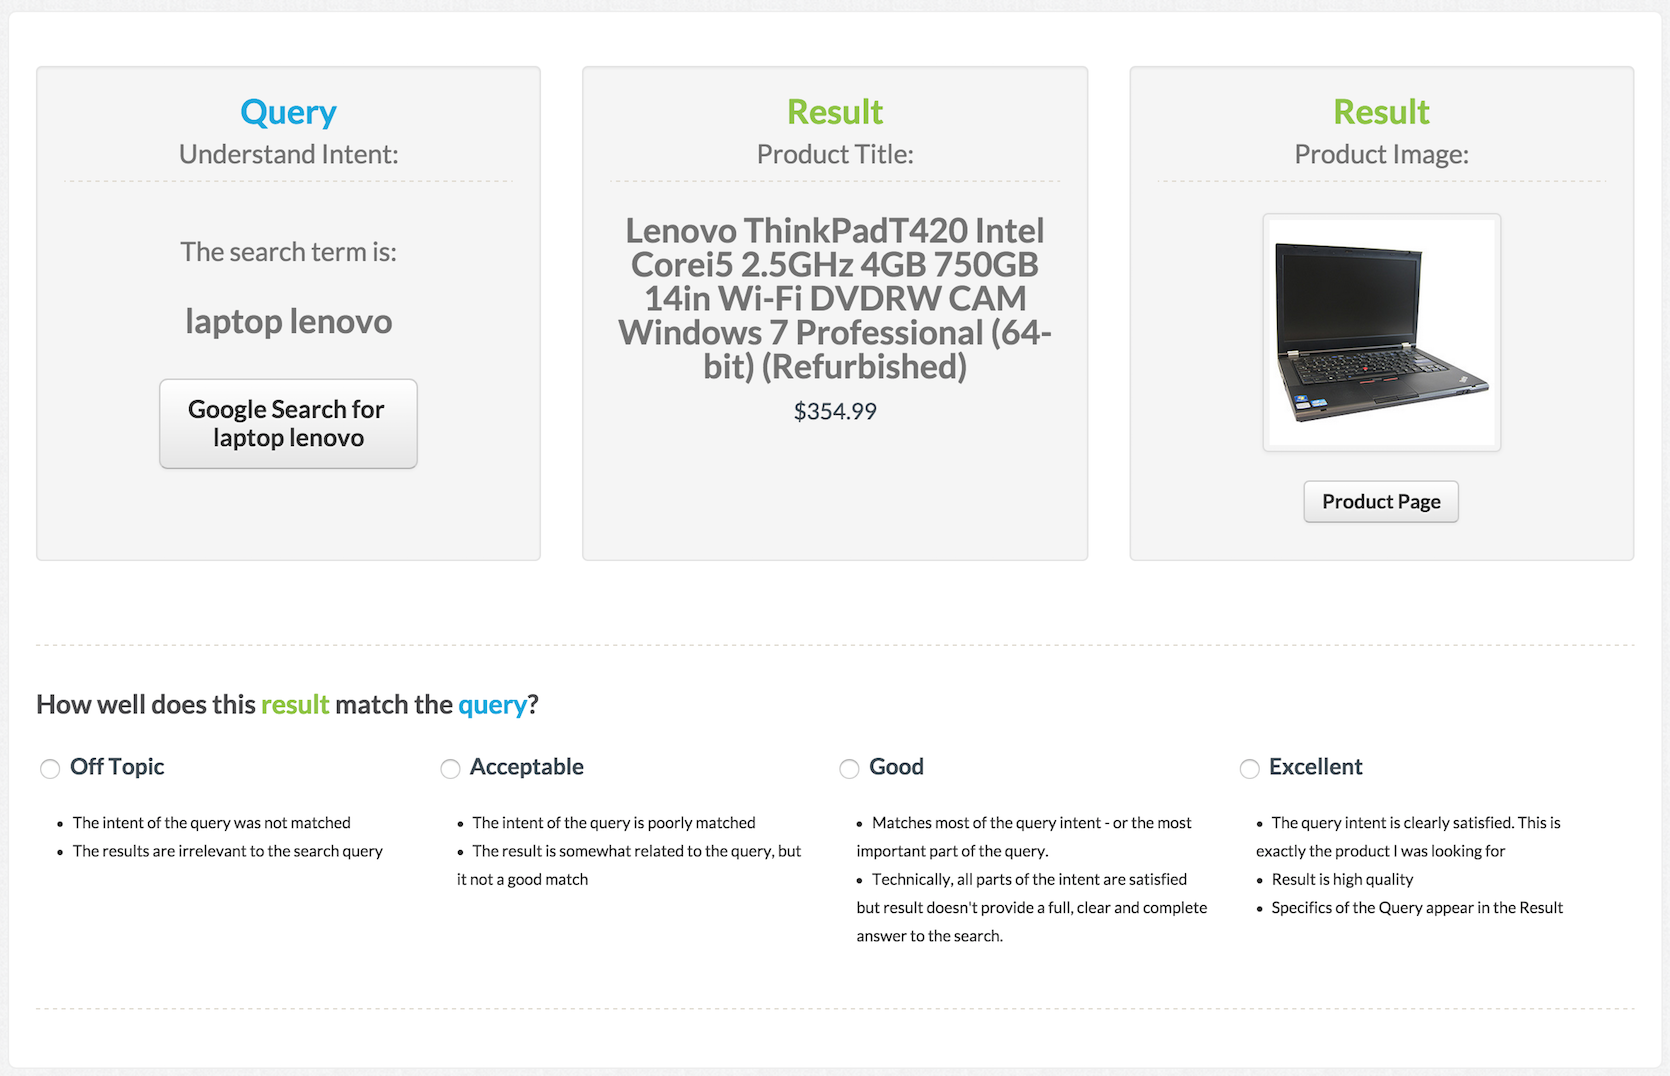 Query
Understand Intent:
The search term is:
laptop lenovo
Google Search for
laptop lenovo
Result
Product Title:
Lenovo ThinkPadT420 Intel
Corei5 2.5GHz 4GB 750GB
14in Wi-Fi DVDRW CAM
Windows 7 Professional (64-
bit) (Refurbished)
$354.99
Result
Product Image:
Product Page
How well does this result match the query?
Off Topic
• The intent of the query was not matched
• The results are irrelevant to the search query
Acceptable
• The intent of the query is poorly matched
• The result is somewhat related to the query, but
it not a good match
Good
• Matches most of the query intent - or the most
important part of the query.
• Technically, all parts of the intent are satisfied
but result doesn't provide a full, clear and complete
answer to the search.
Excellent
• The query intent is clearly satisfied. This is
exactly the product I was looking for
• Result is high quality
• Specifics of the Query appear in the Result